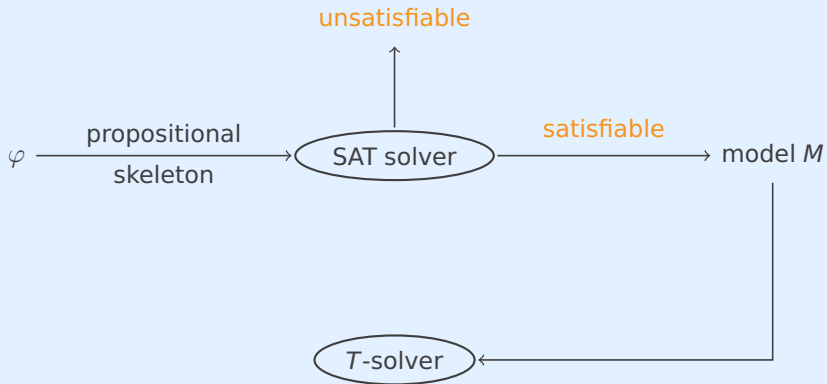 unsatisfiable
propositional
satisfiable
φ
SAT solver
model M
skeleton
T-solver